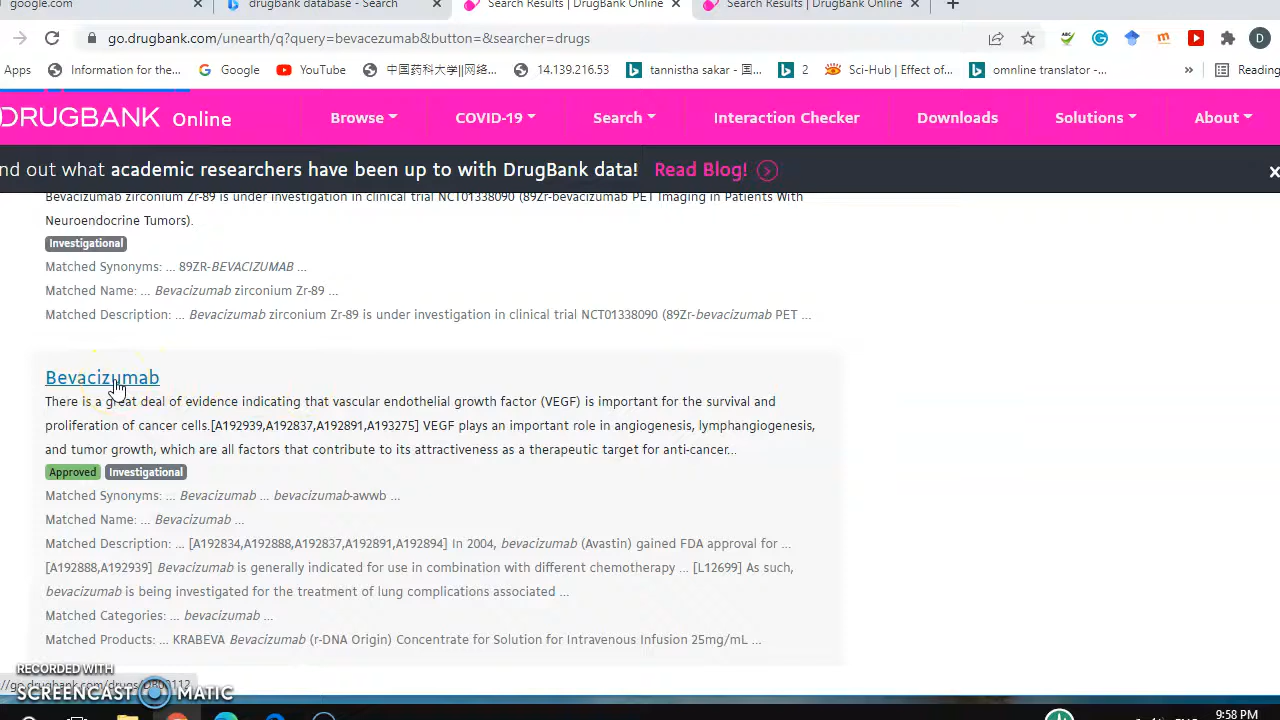 google.com × drugbank database - Search × Search Results | DrugBank Online × Search Results | DrugBank Online × +
go.drugbank.com/unearth/q?query=bevacezumab&button=&searcher=drugs D
Apps Information for the... Google YouTube 中国药科大学||网络... 14.139.216.53 tannistha sakar - 国... 2 Sci-Hub | Effect of... omnline translator -... » Reading
DRUGBANK Online Browse COVID-19 Search Interaction Checker Downloads Solutions About
nd out what academic researchers have been up to with DrugBank data! Read Blog!
Bevacizumab zirconium Zr-89 is under investigation in clinical trial NCT01338090 (89Zr-bevacizumab PET Imaging in Patients With
Neuroendocrine Tumors).
Investigational
Matched Synonyms: ... 89ZR-BEVACIZUMAB ...
Matched Name: ... Bevacizumab zirconium Zr-89 ...
Matched Description: ... Bevacizumab zirconium Zr-89 is under investigation in clinical trial NCT01338090 (89Zr-bevacizumab PET ...
Bevacizumab
There is a great deal of evidence indicating that vascular endothelial growth factor (VEGF) is important for the survival and
proliferation of cancer cells.[A192939,A192837,A192891,A193275] VEGF plays an important role in angiogenesis, lymphangiogenesis,
and tumor growth, which are all factors that contribute to its attractiveness as a therapeutic target for anti-cancer...
Approved Investigational
Matched Synonyms: ... Bevacizumab ... bevacizumab-awwb ...
Matched Name: ... Bevacizumab ...
Matched Description: ... [A192834,A192888,A192837,A192891,A192894] In 2004, bevacizumab (Avastin) gained FDA approval for ...
[A192888,A192939] Bevacizumab is generally indicated for use in combination with different chemotherapy ... [L12699] As such,
bevacizumab is being investigated for the treatment of lung complications associated ...
Matched Categories: ... bevacizumab ...
Matched Products: ... KRABEVA Bevacizumab (r-DNA Origin) Concentrate for Solution for Intravenous Infusion 25mg/mL ...
RECORDED WITH
SCREENCAST MATIC
9:58 PM